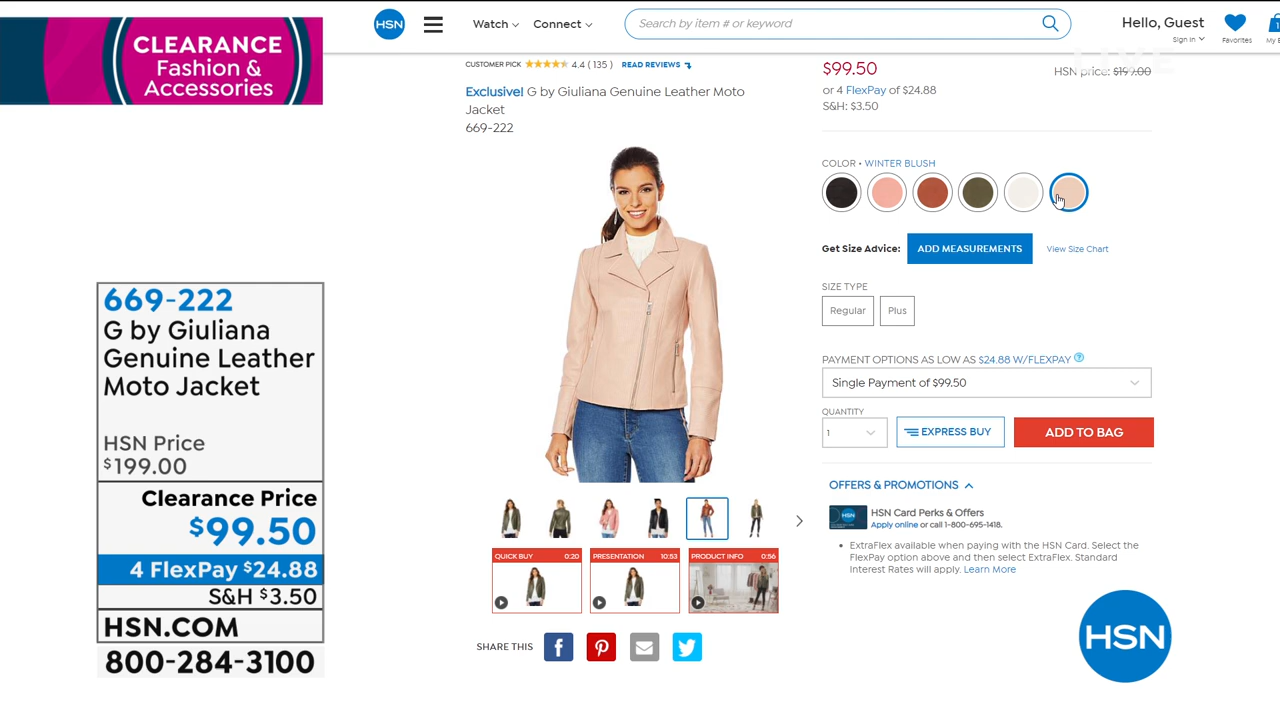 CLEARANCE
Fashion &
Accessories
669-222
G by Giuliana
Genuine Leather
Moto Jacket
HSN Price
$199.00
Clearance Price
$99.50
4 FlexPay $24.88
S&H $3.50
HSN.COM
800-284-3100
HSN
Watch
Connect
Search by item # or keyword
Hello, Guest
Sign In
Favorites
My
LIVE
CUSTOMER PICK 4.4 ( 135 ) READ REVIEWS
Exclusive! G by Giuliana Genuine Leather Moto
Jacket
669-222
QUICK BUY 0:20
PRESENTATION 10:53
PRODUCT INFO 0:56
SHARE THIS
$99.50
HSN price: $199.00
or 4 FlexPay of $24.88
S&H: $3.50
COLOR • WINTER BLUSH
Get Size Advice: ADD MEASUREMENTS View Size Chart
SIZE TYPE
Regular Plus
PAYMENT OPTIONS AS LOW AS $24.88 W/FLEXPAY ?
Single Payment of $99.50
QUANTITY
1 EXPRESS BUY ADD TO BAG
OFFERS & PROMOTIONS
HSN
HSN Card Perks & Offers
Apply online or call 1-800-695-1418.
• ExtraFlex available when paying with the HSN Card. Select the
FlexPay option above and then select ExtraFlex. Standard
Interest Rates will apply. Learn More
HSN